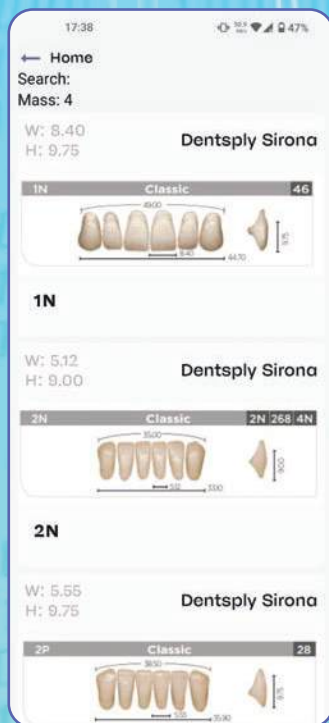 17:38
47%
← Home
Search:
Mass: 4
W: 8.40
H: 9.75
Dentsply Sirona
1N Classic 46
49.00
8.40
44.70
9.75
1N
W: 5.12
H: 9.00
Dentsply Sirona
2N Classic 2N 268 4N
35.00
5.12
9.00
2N
W: 5.55
H: 9.75
Dentsply Sirona
2P Classic 28
38.50
5.55
35.90
9.75